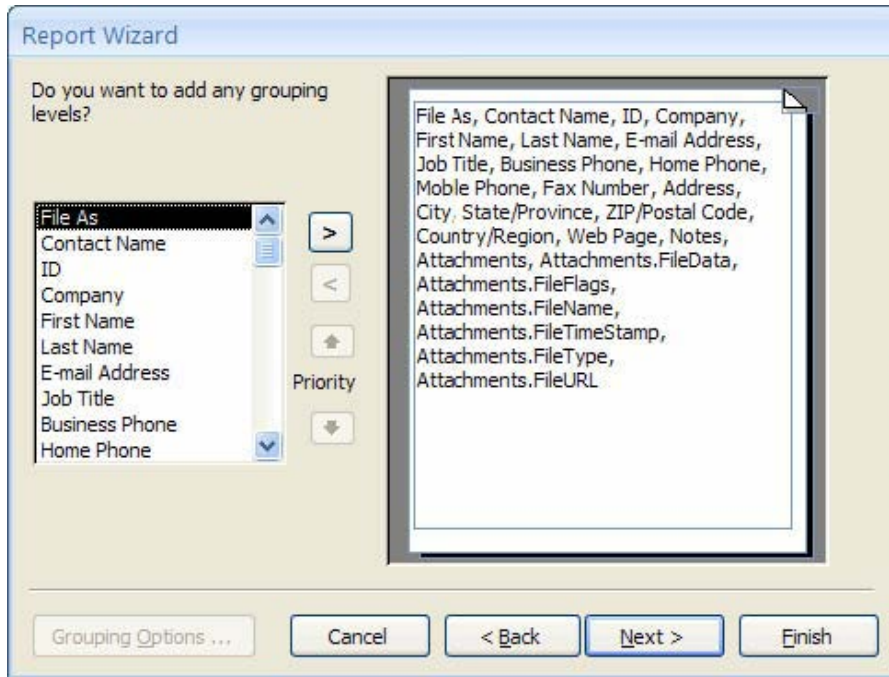 Report Wizard
Do you want to add any grouping
levels?
File As
Contact Name
ID
Company
First Name
Last Name
E-mail Address
Job Title
Business Phone
Home Phone
>
<
Priority
File As, Contact Name, ID, Company,
First Name, Last Name, E-mail Address,
Job Title, Business Phone, Home Phone,
Moble Phone, Fax Number, Address,
City, State/Province, ZIP/Postal Code,
Country/Region, Web Page, Notes,
Attachments, Attachments.FileData,
Attachments.FileFlags,
Attachments.FileName,
Attachments.FileTimeStamp,
Attachments.FileType,
Attachments.FileURL
Grouping Options ...
Cancel
< Back
Next >
Finish